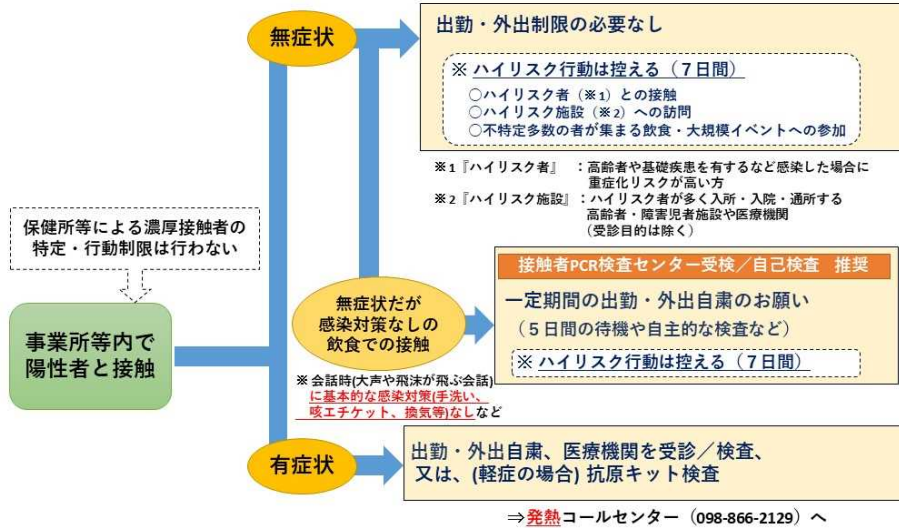 無症状
出勤・外出制限の必要なし
※ ハイリスク行動は控える（７日間）
○ハイリスク者（※１）との接触
○ハイリスク施設（※２）への訪問
○不特定多数の者が集まる飲食・大規模イベントへの参加
※１『ハイリスク者』 ：高齢者や基礎疾患を有するなど感染した場合に
重症化リスクが高い方
※２『ハイリスク施設』：ハイリスク者が多く入所・入院・通所する
高齢者・障害児者施設や医療機関
（受診目的は除く）
保健所等による濃厚接触者の
特定・行動制限は行わない
事業所等内で
陽性者と接触
無症状だが
感染対策なしの
飲食での接触
※ 会話時(大声や飛沫が飛ぶ会話)
に基本的な感染対策(手洗い、
咳エチケット、換気等)なしなど
接触者PCR検査センター受検／自己検査 推奨
一定期間の出勤・外出自粛のお願い
（５日間の待機や自主的な検査など）
※ ハイリスク行動は控える（７日間）
有症状
出勤・外出自粛、医療機関を受診／検査、
又は、(軽症の場合) 抗原キット検査
⇒発熱コールセンター（098-866-2129）へ